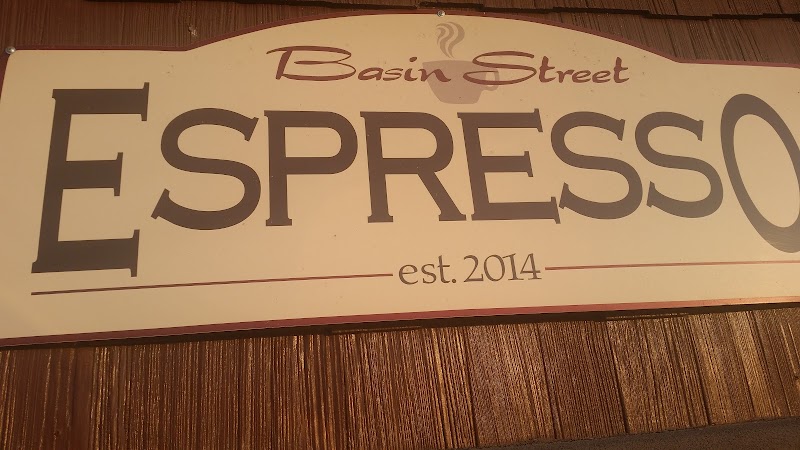 Basin Street
ESPRESSO
est. 2014